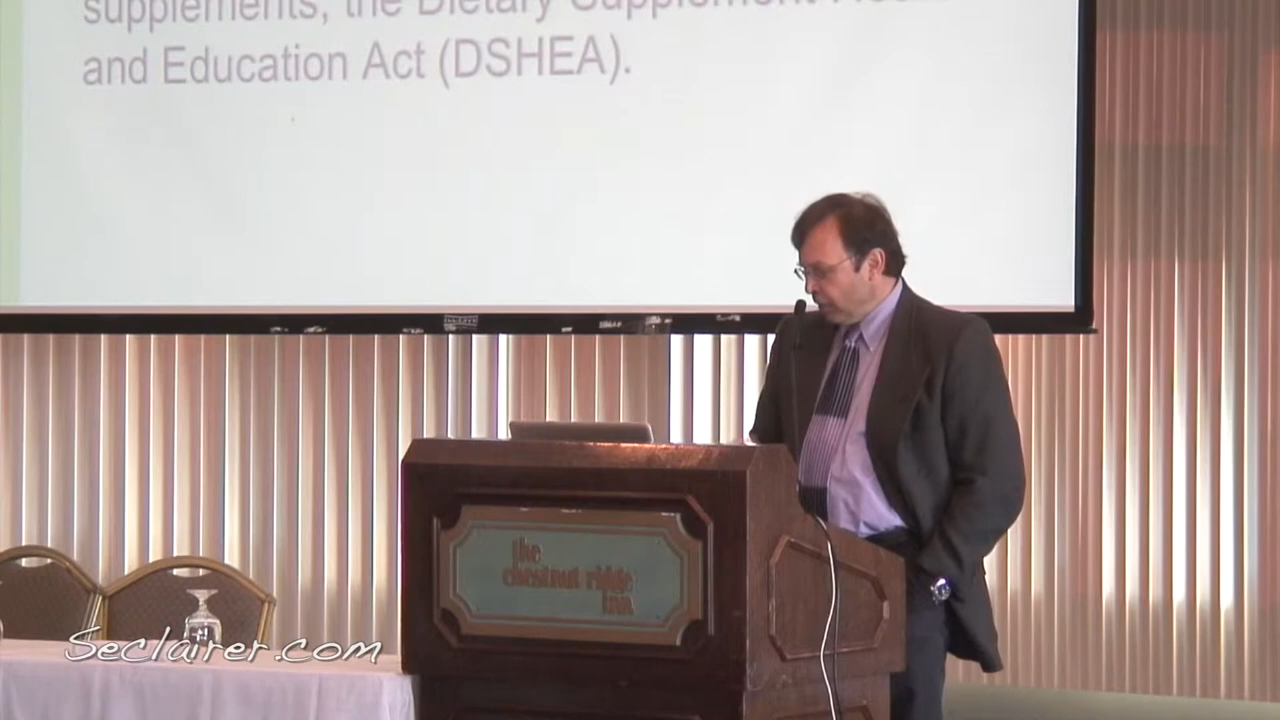 supplements, the Dietary Supplement
and Education Act (DSHEA).
the
chestnut ridge
inn
Seclairer.com